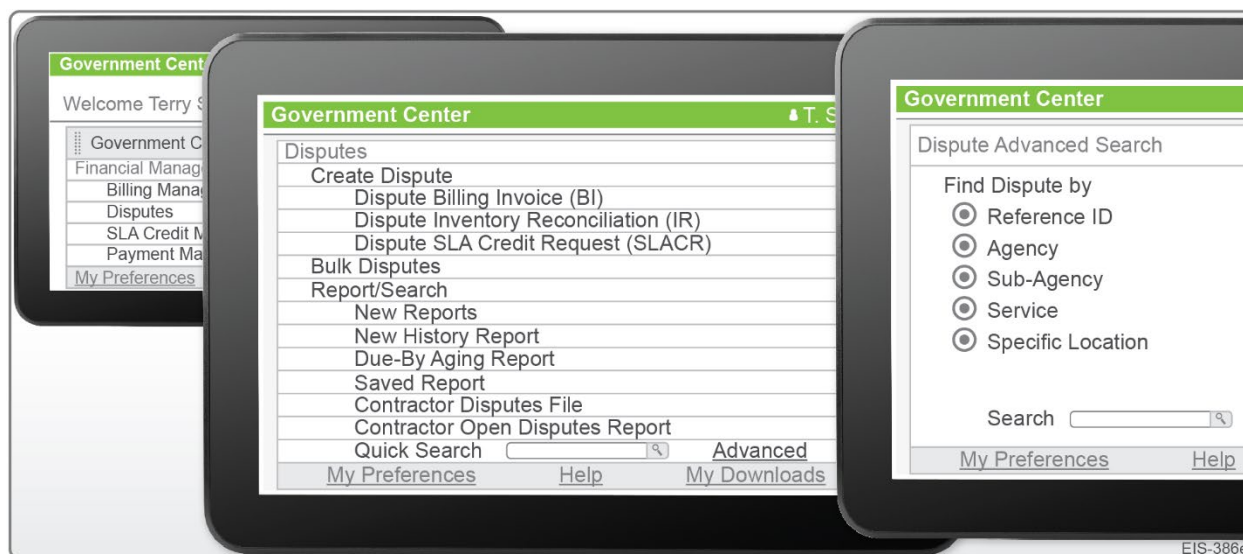 Government Cent
Welcome Terry S
Government C
Financial Manag
Billing Manag
Disputes
SLA Credit M
Payment Ma
My Preferences
Government Center T. S
Disputes
Create Dispute
Dispute Billing Invoice (BI)
Dispute Inventory Reconciliation (IR)
Dispute SLA Credit Request (SLACR)
Bulk Disputes
Report/Search
New Reports
New History Report
Due-By Aging Report
Saved Report
Contractor Disputes File
Contractor Open Disputes Report
Quick Search Advanced
My Preferences Help My Downloads
Government Center
Dispute Advanced Search
Find Dispute by
Reference ID
Agency
Sub-Agency
Service
Specific Location
Search
My Preferences Help
EIS-386e